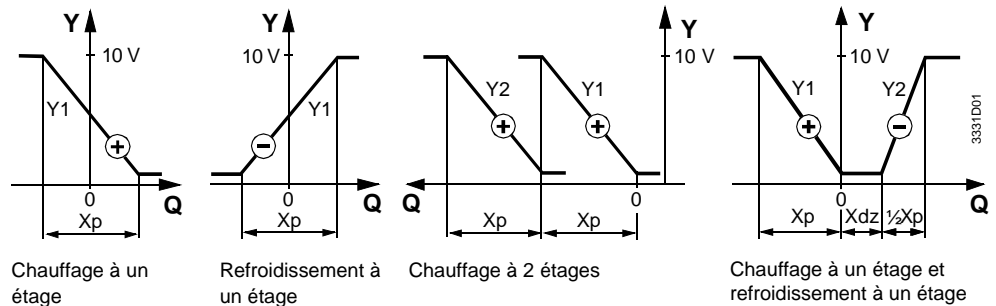 Y
10 V
Y1
+
0
Q
Xp
Chauffage à un
étage
Y
10 V
Y1
−
0
Q
Xp
Refroidissement à
un étage
Y
10 V
Y2
Y1
+
+
0
Q
Xp
Xp
Chauffage à 2 étages
Y
10 V
Y1
Y2
+
−
0
Q
Xp
Xdz
½Xp
Chauffage à un étage et
refroidissement à un étage
3331D01